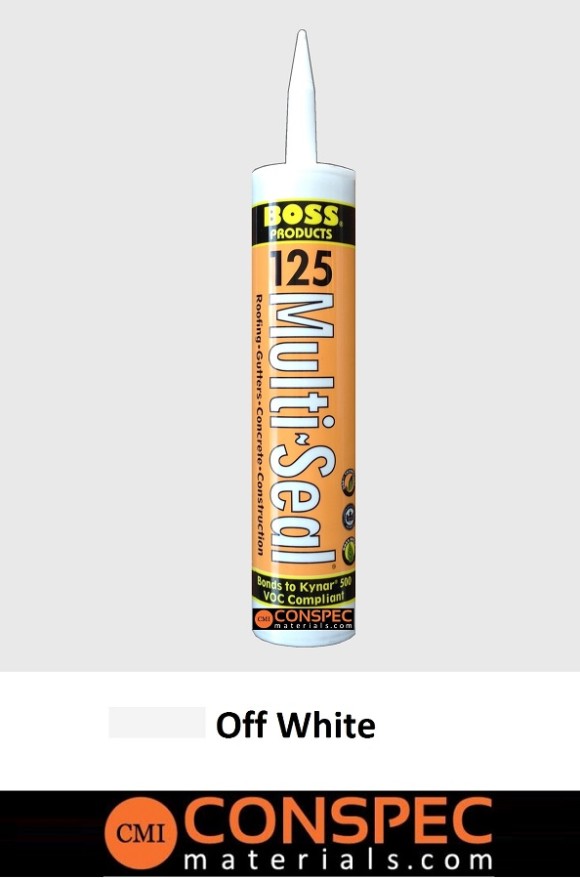 BOSS®
PRODUCTS
125
Multi~Seal®
Roofing•Gutters•Concrete•Construction
Bonds to Kynar® 500
VOC Compliant
CMI CONSPEC
materials.com
Off White
CMI CONSPEC
materials.com